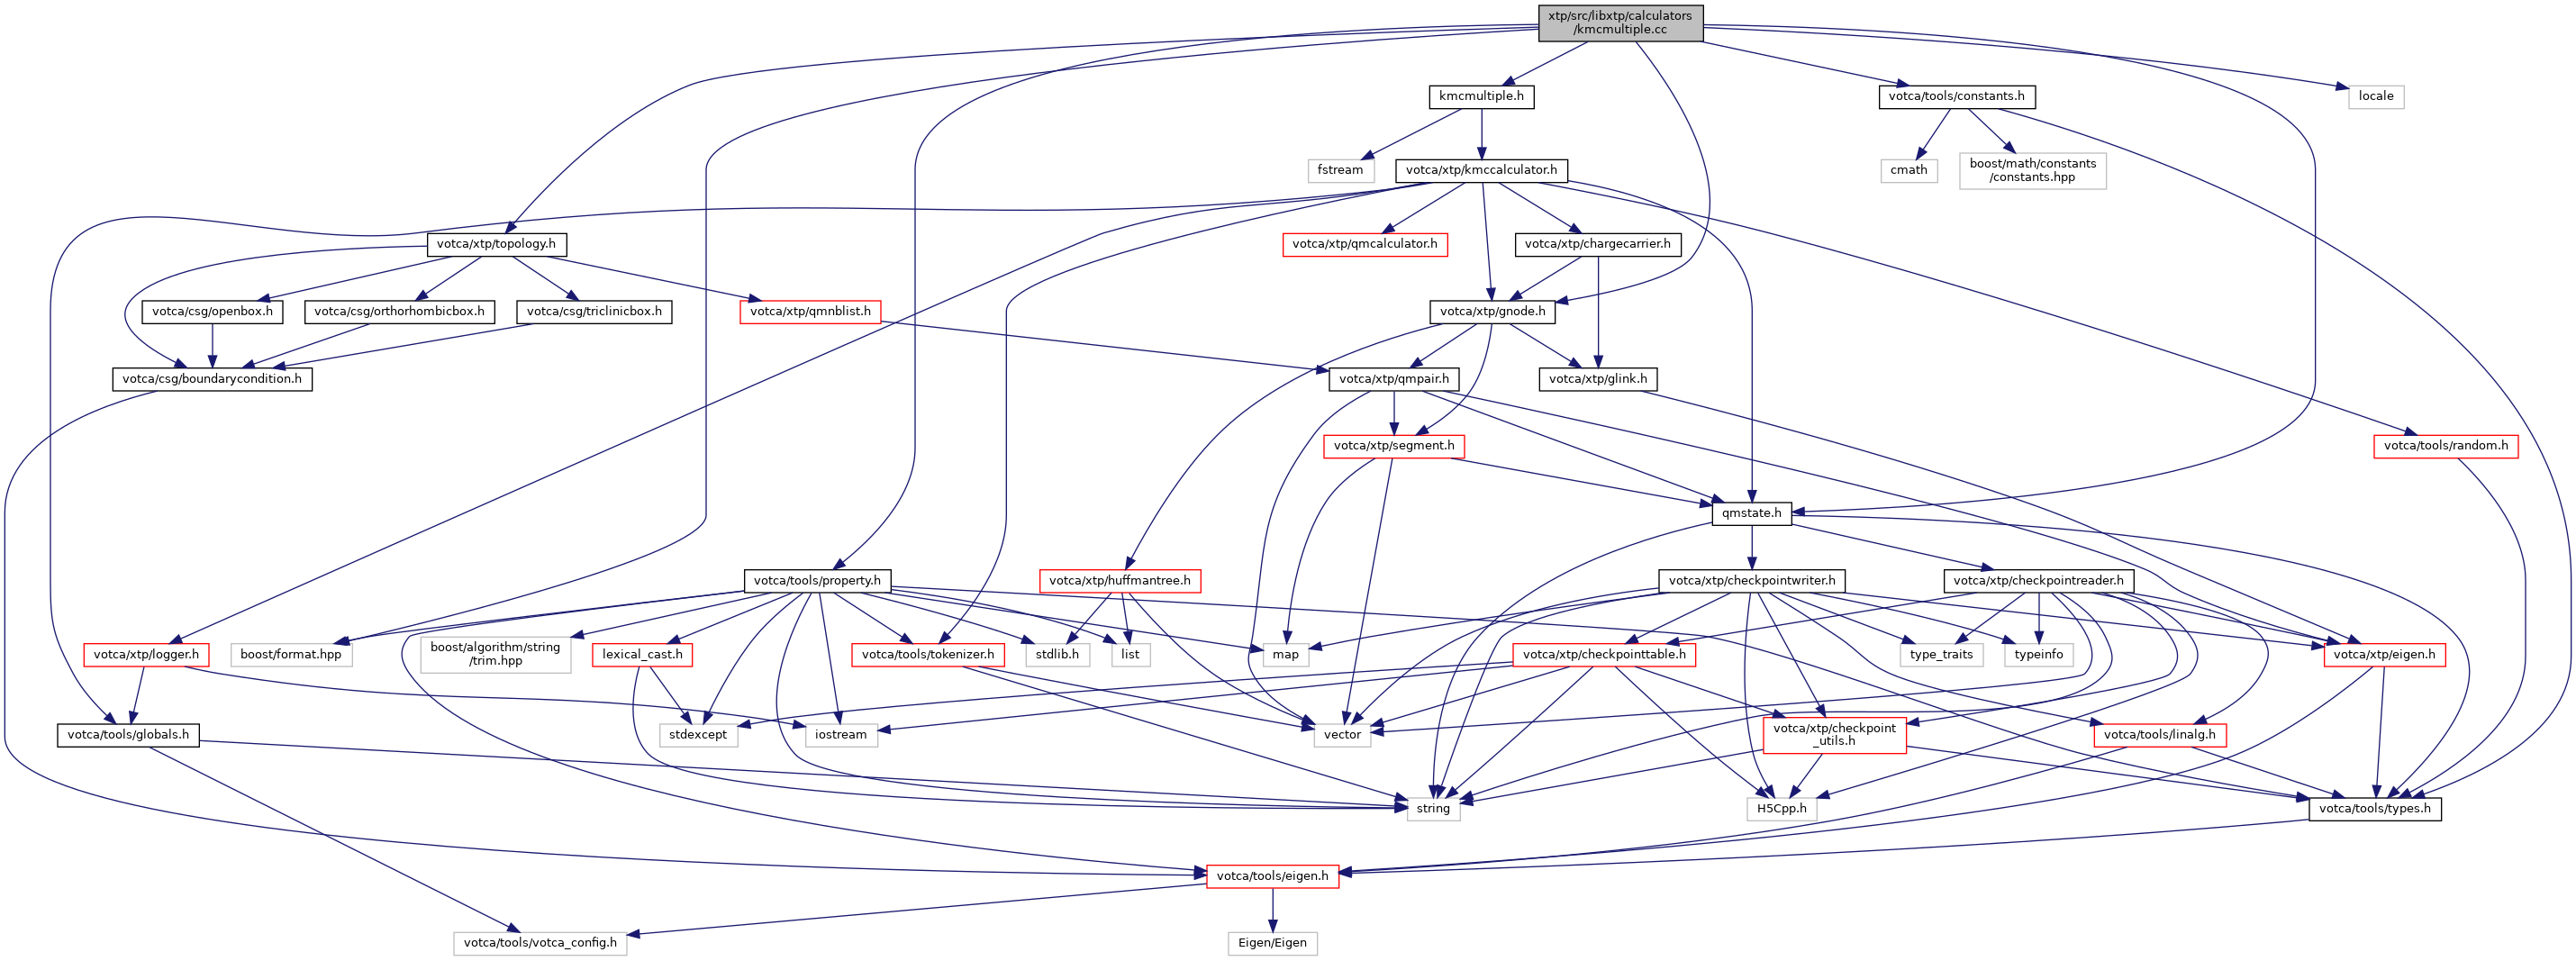 xtp/src/libxtp/calculators
/kmcmultiple.cc
kmcmultiple.h
votca/tools/constants.h
locale
fstream
votca/xtp/kmccalculator.h
cmath
boost/math/constants
/constants.hpp
votca/xtp/topology.h
votca/xtp/qmcalculator.h
votca/xtp/chargecarrier.h
votca/csg/openbox.h
votca/csg/orthorhombicbox.h
votca/csg/triclinicbox.h
votca/xtp/qmnblist.h
votca/xtp/gnode.h
votca/csg/boundarycondition.h
votca/xtp/qmpair.h
votca/xtp/glink.h
votca/xtp/segment.h
votca/tools/random.h
qmstate.h
votca/tools/property.h
votca/xtp/huffmantree.h
votca/xtp/checkpointwriter.h
votca/xtp/checkpointreader.h
votca/xtp/logger.h
boost/format.hpp
boost/algorithm/string
/trim.hpp
lexical_cast.h
votca/tools/tokenizer.h
stdlib.h
list
map
votca/xtp/checkpointtable.h
type_traits
typeinfo
votca/xtp/eigen.h
votca/tools/globals.h
stdexcept
iostream
vector
votca/xtp/checkpoint
_utils.h
votca/tools/linalg.h
string
H5Cpp.h
votca/tools/types.h
votca/tools/eigen.h
votca/tools/votca_config.h
Eigen/Eigen